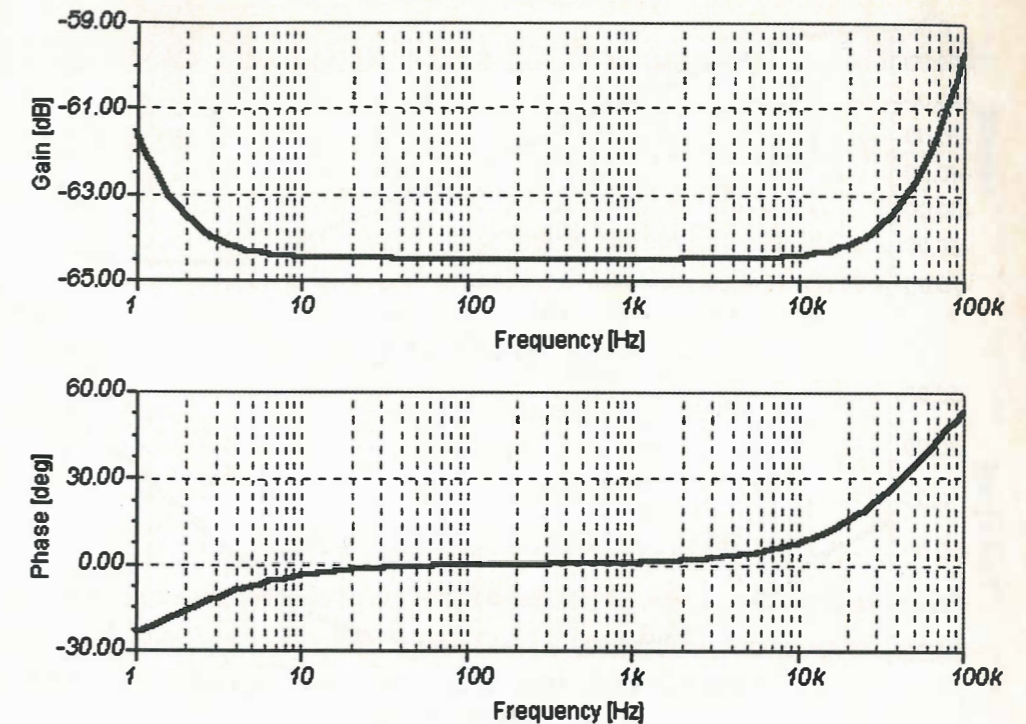 -59.00
-61.00
-63.00
-65.00
Gain [dB]
1 10 100 1k 10k 100k
Frequency [Hz]
60.00
30.00
0.00
-30.00
Phase [deg]
1 10 100 1k 10k 100k
Frequency [Hz]